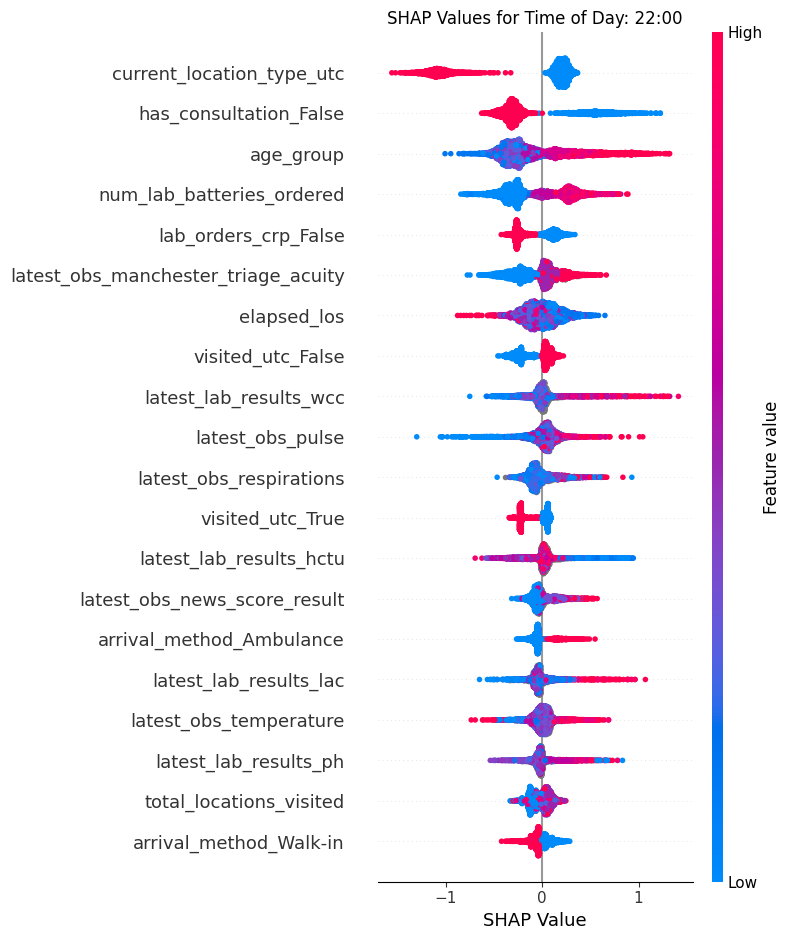 SHAP Values for Time of Day: 22:00
High
current_location_type_utc
has_consultation_False
age_group
num_lab_batteries_ordered
lab_orders_crp_False
latest_obs_manchester_triage_acuity
elapsed_los
visited_utc_False
latest_lab_results_wcc
latest_obs_pulse
latest_obs_respirations
visited_utc_True
latest_lab_results_hctu
latest_obs_news_score_result
arrival_method_Ambulance
latest_lab_results_lac
latest_obs_temperature
latest_lab_results_ph
total_locations_visited
arrival_method_Walk-in
Feature value
Low
−1 0 1
SHAP Value